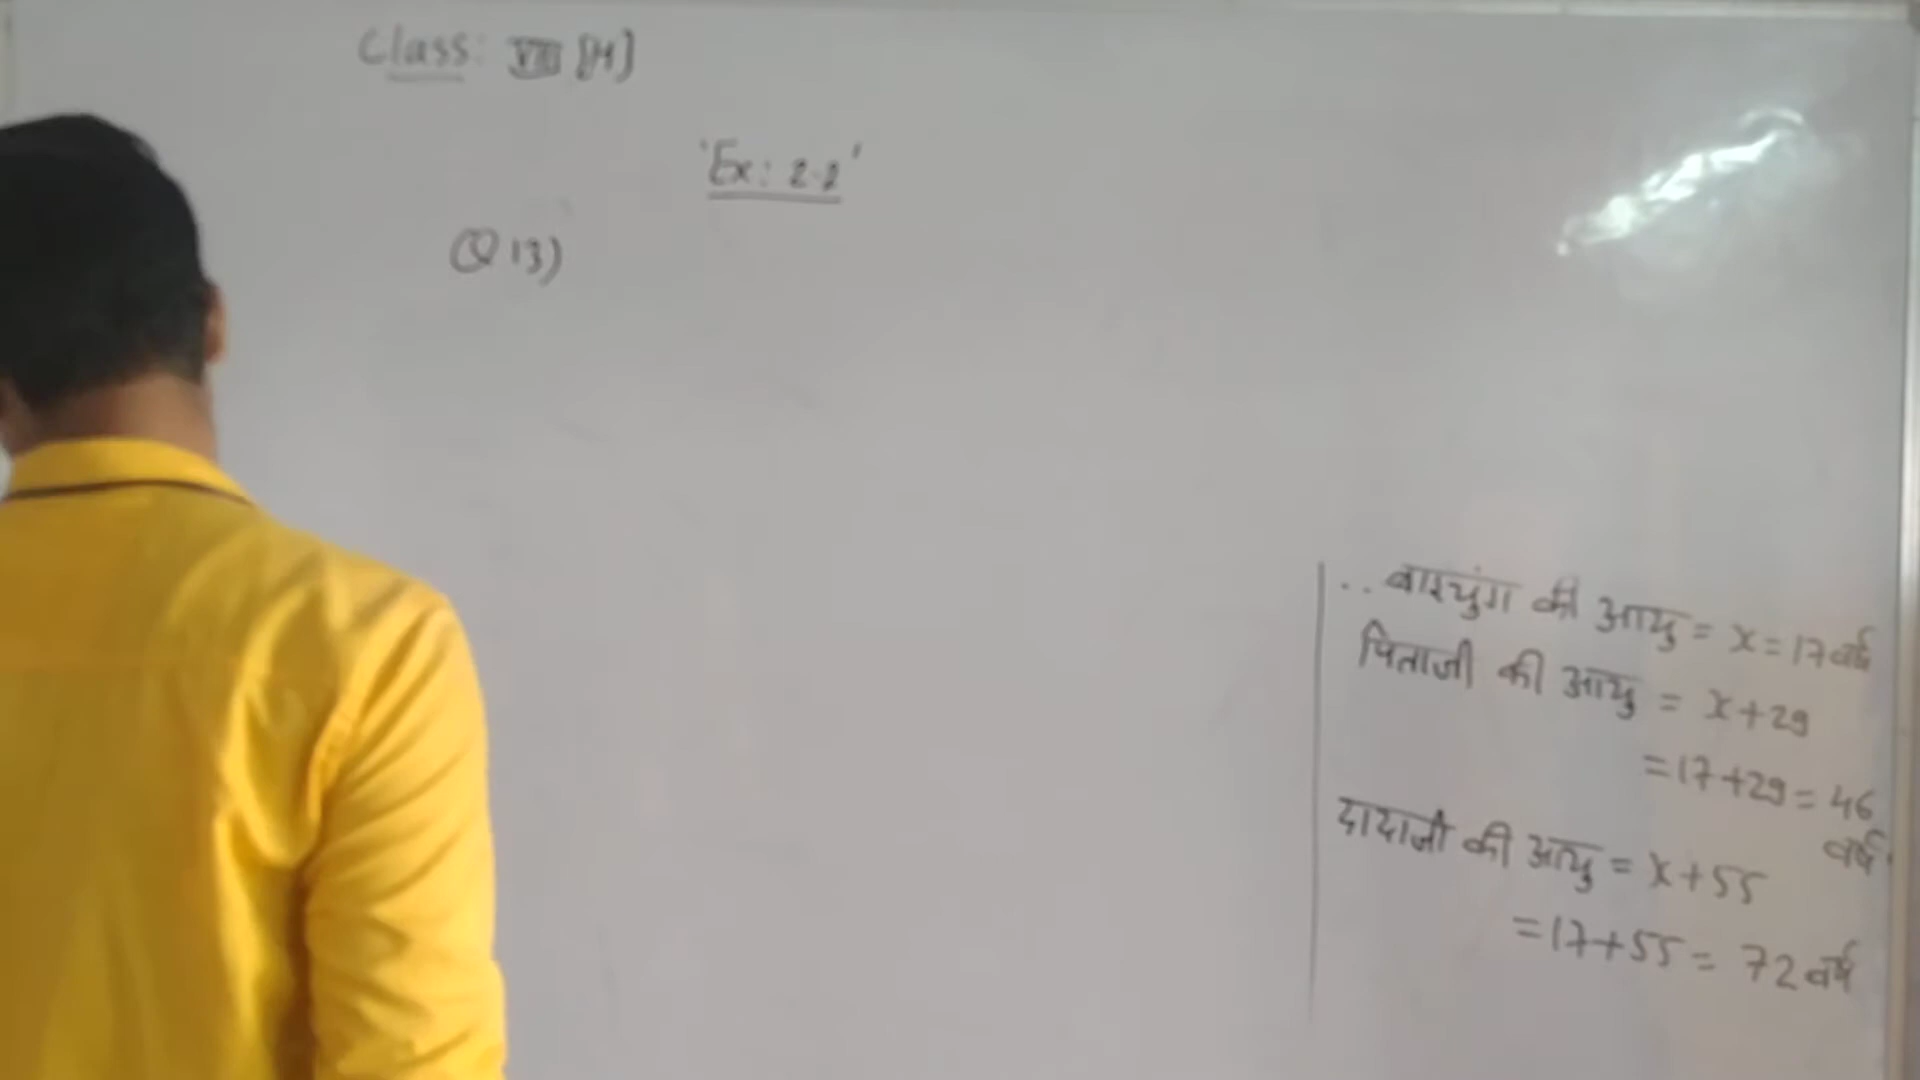 Class: VIII [M]
'Ex: 2.2'
Q 13)
.. बाइचुंग की आयु = x = 17 वर्ष
पिताजी की आयु = x + 29
= 17 + 29 = 46
वर्ष
दादाजी की आयु = x + 55
= 17 + 55 = 72 वर्ष